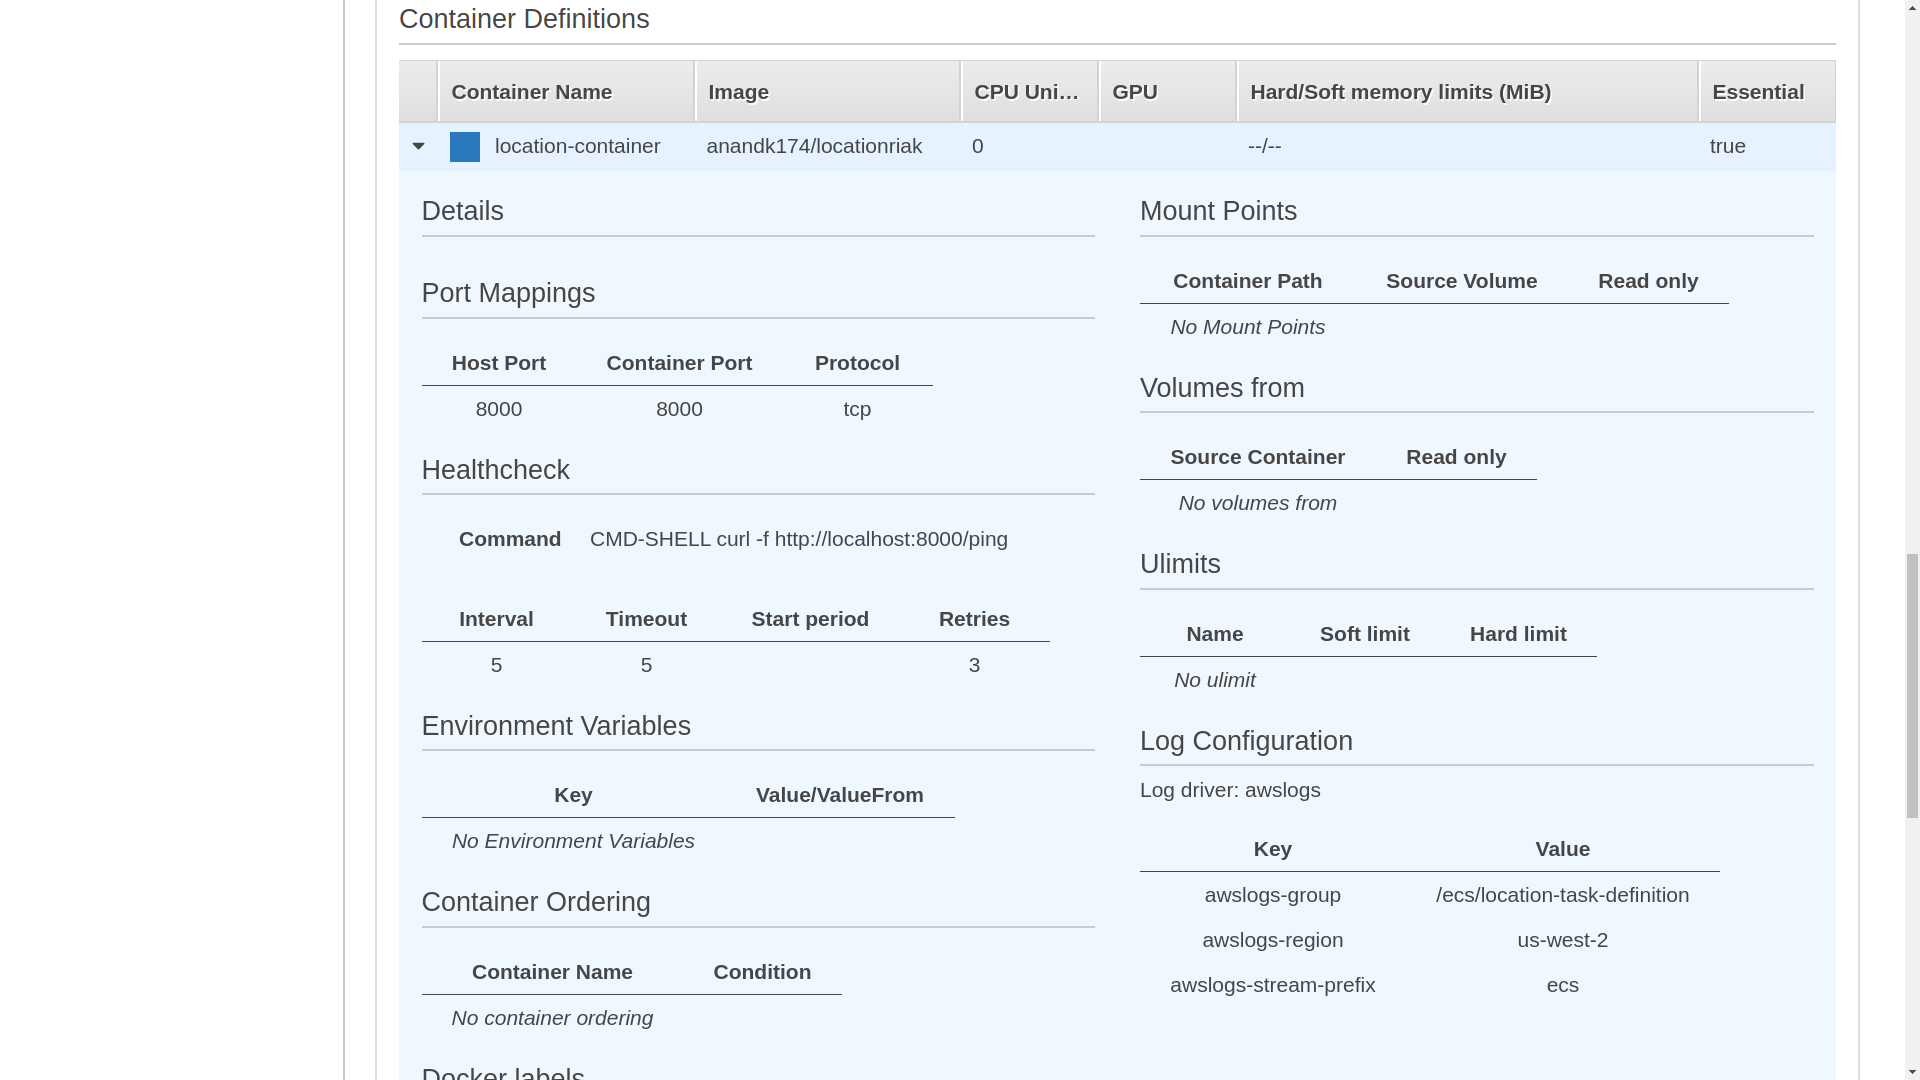 Container Definitions
Container Name Image CPU Uni... GPU Hard/Soft memory limits (MiB) Essential
location-container anandk174/locationriak 0 --/-- true
Details
Port Mappings
Host Port Container Port Protocol
8000 8000 tcp
Healthcheck
Command CMD-SHELL curl -f http://localhost:8000/ping
Interval Timeout Start period Retries
5 5 3
Environment Variables
Key Value/ValueFrom
No Environment Variables
Container Ordering
Container Name Condition
No container ordering
Docker labels
Mount Points
Container Path Source Volume Read only
No Mount Points
Volumes from
Source Container Read only
No volumes from
Ulimits
Name Soft limit Hard limit
No ulimit
Log Configuration
Log driver: awslogs
Key Value
awslogs-group /ecs/location-task-definition
awslogs-region us-west-2
awslogs-stream-prefix ecs